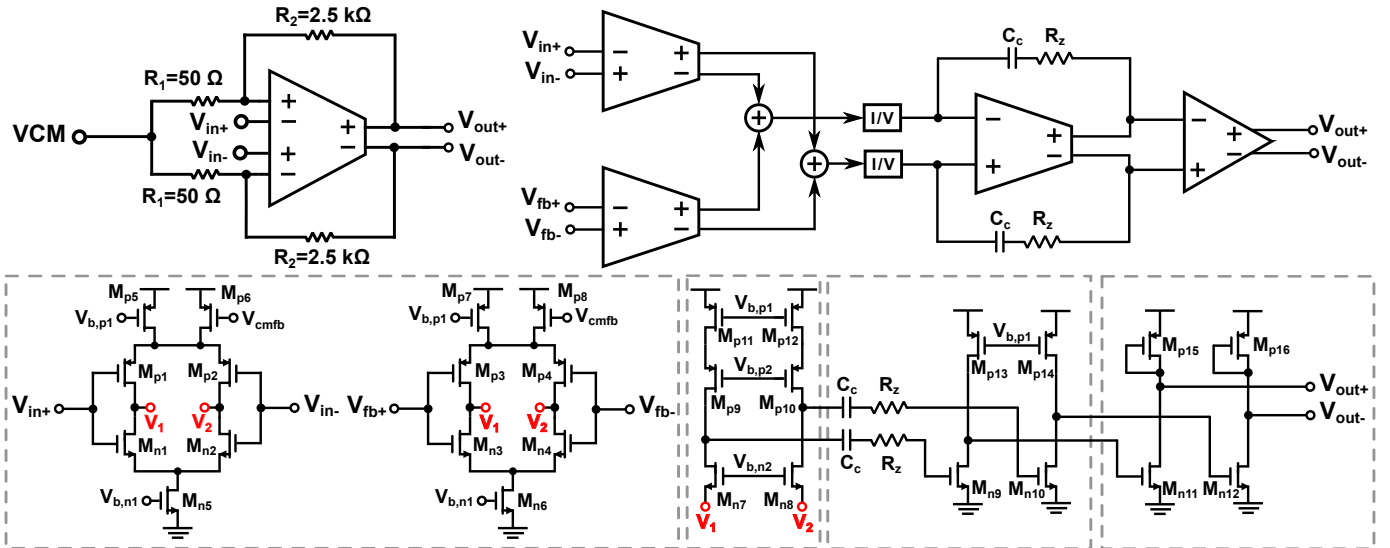 R2=2.5 kΩ
R1=50 Ω
+
Vin+
−
VCM
+
−
Vout+
Vin-
+
Vout-
−
R1=50 Ω
R2=2.5 kΩ
Vin+
−
+
Vin-
+
−
Cc
Rz
+
I/V
−
+
−
−
+
+
−
Vout+
Vout-
+
I/V
Vfb+
−
+
Vfb-
+
−
Cc
Rz
Mp5
Mp6
Vb,p1
Vcmfb
Mp1
Mp2
Vin+
V1
V2
Vin-
Mn1
Mn2
Vb,n1
Mn5
Mp7
Mp8
Vb,p1
Vcmfb
Mp3
Mp4
Vfb+
V1
V2
Vfb-
Mn3
Mn4
Vb,n1
Mn6
Vb,p1
Mp11
Mp12
Vb,p2
Mp9
Mp10
Vb,n2
Mn7
Mn8
V1
V2
Cc
Rz
Cc
Rz
Vb,p1
Mp13
Mp14
Mn9
Mn10
Mp15
Mp16
Vout+
Vout-
Mn11
Mn12